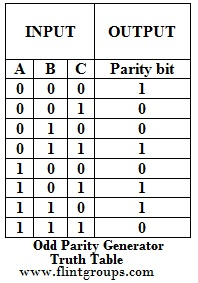 INPUT OUTPUT
A B C Parity bit
0 0 0 1
0 0 1 0
0 1 0 0
0 1 1 1
1 0 0 0
1 0 1 1
1 1 0 1
1 1 1 0
Odd Parity Generator
Truth Table
www.flintgroups.com